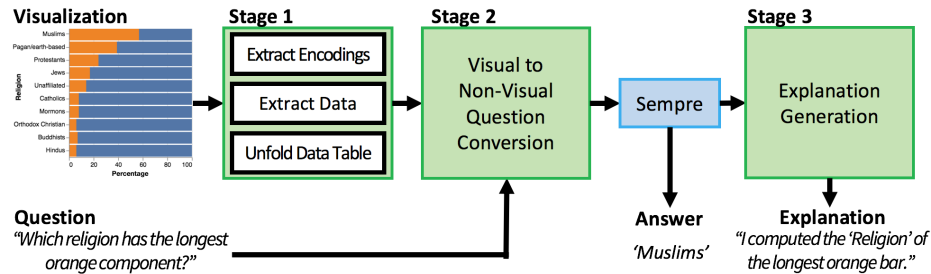 Visualization
Muslims
Pagan/earth-based
Protestants
Jews
Unaffiliated
Catholics
Mormons
Orthodox Christian
Buddhists
Hindus
Religion
0 20 40 60 80 100
Percentage
Stage 1
Extract Encodings
Extract Data
Unfold Data Table
Stage 2
Visual to
Non-Visual
Question
Conversion
Sempre
Stage 3
Explanation
Generation
Question
“Which religion has the longest
orange component?”
Answer
‘Muslims’
Explanation
“I computed the ‘Religion’ of
the longest orange bar.”